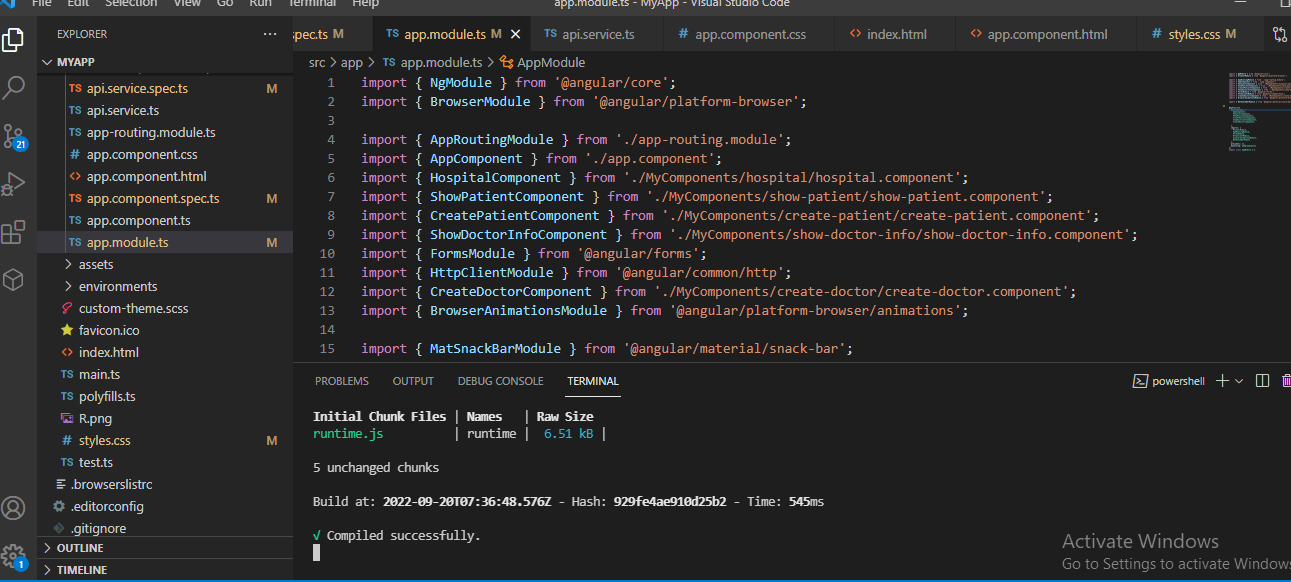 File Edit Selection View Go Run Terminal Help
app.module.ts - MyApp - Visual Studio Code
EXPLORER
MYAPP
TS api.service.spec.ts M
TS api.service.ts
TS app-routing.module.ts
# app.component.css
<> app.component.html
TS app.component.spec.ts M
TS app.component.ts
TS app.module.ts M
assets
environments
custom-theme.scss
favicon.ico
<> index.html
TS main.ts
TS polyfills.ts
R.png
# styles.css M
TS test.ts
.browserslistrc
.editorconfig
.gitignore
OUTLINE
TIMELINE
21
1
pec.ts M
TS app.module.ts M
TS api.service.ts
# app.component.css
<> index.html
<> app.component.html
# styles.css M
src > app > TS app.module.ts > AppModule
1 import { NgModule } from '@angular/core';
2 import { BrowserModule } from '@angular/platform-browser';
3
4 import { AppRoutingModule } from './app-routing.module';
5 import { AppComponent } from './app.component';
6 import { HospitalComponent } from './MyComponents/hospital/hospital.component';
7 import { ShowPatientComponent } from './MyComponents/show-patient/show-patient.component';
8 import { CreatePatientComponent } from './MyComponents/create-patient/create-patient.component';
9 import { ShowDoctorInfoComponent } from './MyComponents/show-doctor-info/show-doctor-info.component';
10 import { FormsModule } from '@angular/forms';
11 import { HttpClientModule } from '@angular/common/http';
12 import { CreateDoctorComponent } from './MyComponents/create-doctor/create-doctor.component';
13 import { BrowserAnimationsModule } from '@angular/platform-browser/animations';
14
15 import { MatSnackBarModule } from '@angular/material/snack-bar';
PROBLEMS OUTPUT DEBUG CONSOLE TERMINAL
powershell
Initial Chunk Files | Names | Raw Size
runtime.js | runtime | 6.51 kB |
5 unchanged chunks
Build at: 2022-09-20T07:36:48.576Z - Hash: 929fe4ae910d25b2 - Time: 545ms
√ Compiled successfully.
Activate Windows
Go to Settings to activate Windows